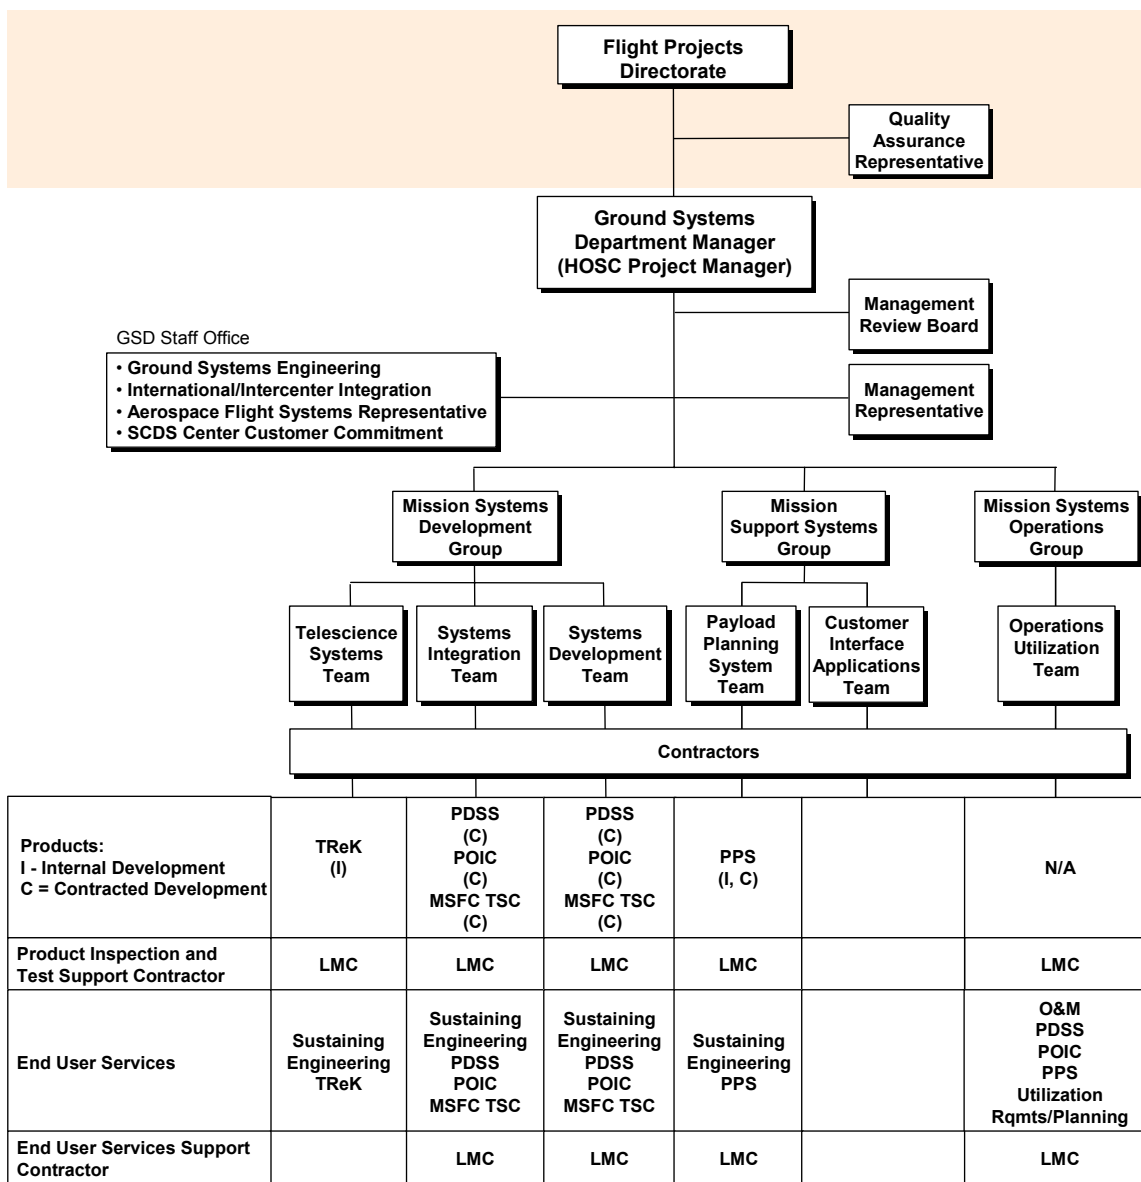 Flight Projects
Directorate
Quality
Assurance
Representative
Ground Systems
Department Manager
(HOSC Project Manager)
Management
Review Board
GSD Staff Office
• Ground Systems Engineering
• International/Intercenter Integration
• Aerospace Flight Systems Representative
• SCDS Center Customer Commitment
Management
Representative
Mission Systems
Development
Group
Mission
Support Systems
Group
Mission Systems
Operations
Group
Telescience
Systems
Team
Systems
Integration
Team
Systems
Development
Team
Payload
Planning
System
Team
Customer
Interface
Applications
Team
Operations
Utilization
Team
Contractors
Products:
I - Internal Development
C = Contracted Development
TReK
(I)
PDSS
(C)
POIC
(C)
MSFC TSC
(C)
PDSS
(C)
POIC
(C)
MSFC TSC
(C)
PPS
(I, C)
N/A
Product Inspection and
Test Support Contractor
LMC
LMC
LMC
LMC
LMC
End User Services
Sustaining
Engineering
TReK
Sustaining
Engineering
PDSS
POIC
MSFC TSC
Sustaining
Engineering
PDSS
POIC
MSFC TSC
Sustaining
Engineering
PPS
O&M
PDSS
POIC
PPS
Utilization
Rqmts/Planning
End User Services Support
Contractor
LMC
LMC
LMC
LMC